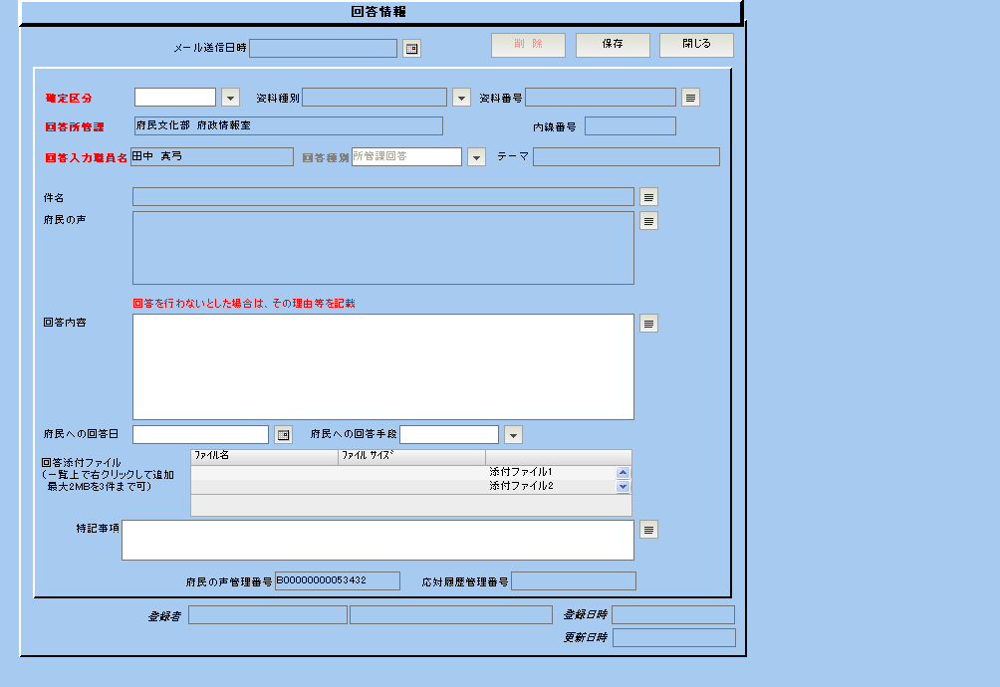 回答情報
メール送信日時
削 除 保存 閉じる
確定区分 資料種別 資料番号
回答所管課 府民文化部 府政情報室 内線番号
回答入力職員名 田中 真弓 回答種別 所管課回答 テーマ
件名
府民の声
回答を行わないとした場合は、その理由等を記載
回答内容
府民への回答日 府民への回答手段
回答添付ファイル
（一覧上で右クリックして追加
最大2MBを3件まで可）
ファイル名 ファイルサイズ
添付ファイル1
添付ファイル2
特記事項
府民の声管理番号 B00000000053432 応対履歴管理番号
登録者 登録日時
更新日時